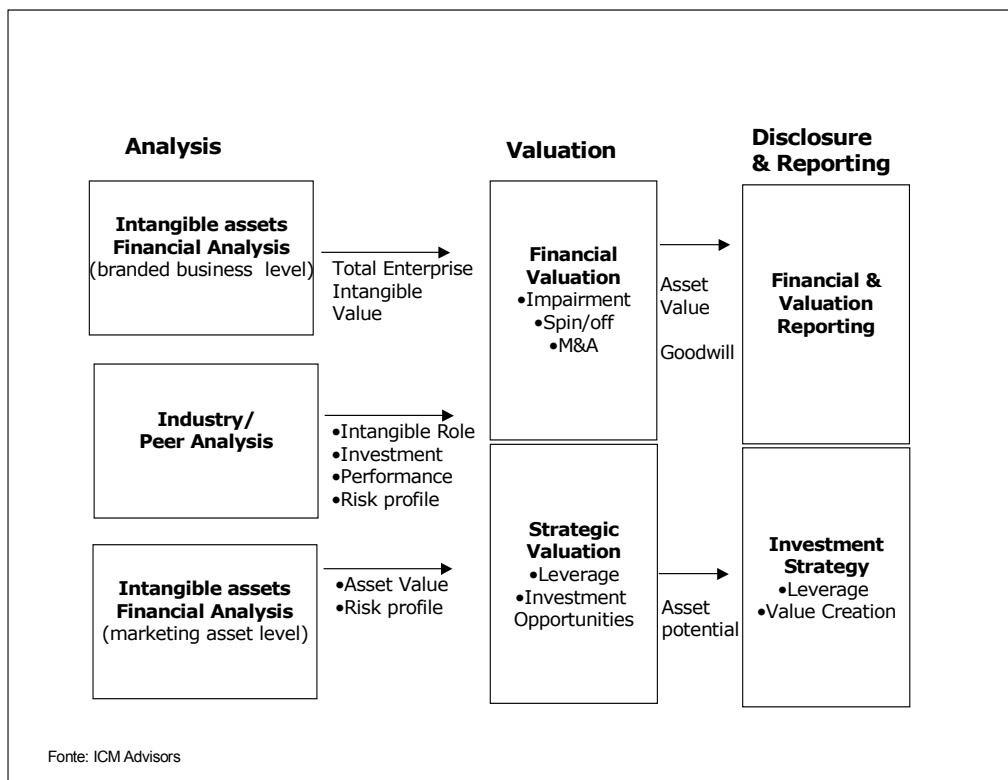 Analysis
Valuation
Disclosure
& Reporting
Intangible assets
Financial Analysis
(branded business level)
Total Enterprise
Intangible
Value
Financial
Valuation
•Impairment
•Spin/off
•M&A
Asset
Value
Goodwill
Financial &
Valuation
Reporting
Industry/
Peer Analysis
•Intangible Role
•Investment
•Performance
•Risk profile
Intangible assets
Financial Analysis
(marketing asset level)
•Asset Value
•Risk profile
Strategic
Valuation
•Leverage
•Investment
Opportunities
Asset
potential
Investment
Strategy
•Leverage
•Value Creation
Fonte: ICM Advisors